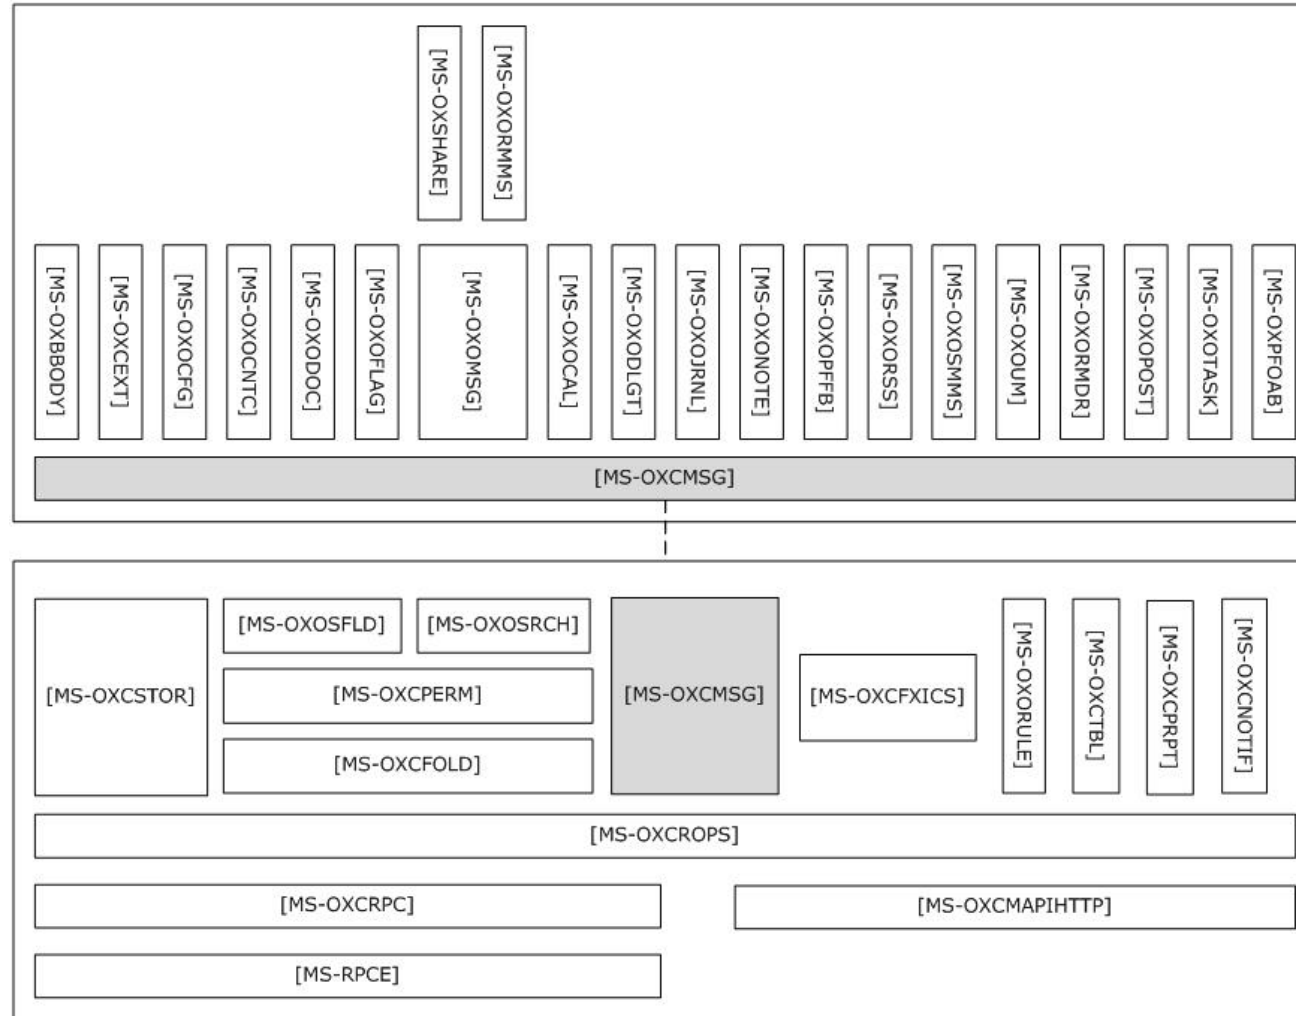 [MS-OXSHARE]
[MS-OXORMMS]
[MS-OXBBODY]
[MS-OXCEXT]
[MS-OXOCFG]
[MS-OXOCNTC]
[MS-OXODOC]
[MS-OXOFLAG]
[MS-OXOMSG]
[MS-OXOCAL]
[MS-OXODLGT]
[MS-OXOJRNL]
[MS-OXONOTE]
[MS-OXOPFFB]
[MS-OXORSS]
[MS-OXOSMMS]
[MS-OXOUM]
[MS-OXORMDR]
[MS-OXOPOST]
[MS-OXOTASK]
[MS-OXPFOAB]
[MS-OXCMSG]
[MS-OXCSTOR]
[MS-OXOSFLD]
[MS-OXOSRCH]
[MS-OXCPERM]
[MS-OXCFOLD]
[MS-OXCMSG]
[MS-OXCFXICS]
[MS-OXORULE]
[MS-OXCTBL]
[MS-OXCPRPT]
[MS-OXCNOTIF]
[MS-OXCROPS]
[MS-OXCRPC]
[MS-OXCMAPIHTTP]
[MS-RPCE]